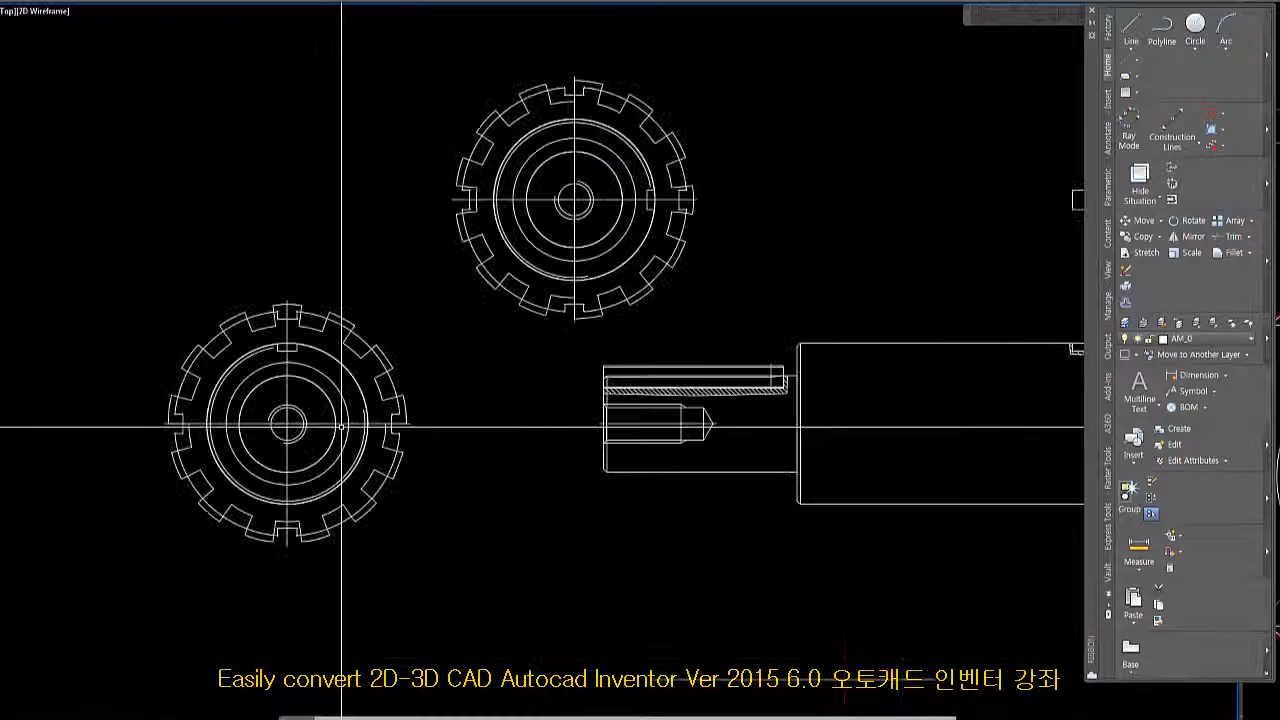 Top][2D Wireframe]
Factory
Line
Polyline
Circle
Arc
Home
Insert
Annotate
Ray Mode
Construction Lines
Parametric
Hide Situation
Content
Move
Rotate
Array
Copy
Mirror
Trim
View
Stretch
Scale
Fillet
Manage
Output
AM_0
Move to Another Layer
Add-ins
Multiline Text
Dimension
Symbol
BOM
A360
Insert
Create
Edit
Edit Attributes
Raster Tools
Group
Express Tools
Measure
Vault
Paste
RIBBON
Base
Easily convert 2D-3D CAD Autocad Inventor Ver 2015 6.0 오토캐드 인벤터 강좌